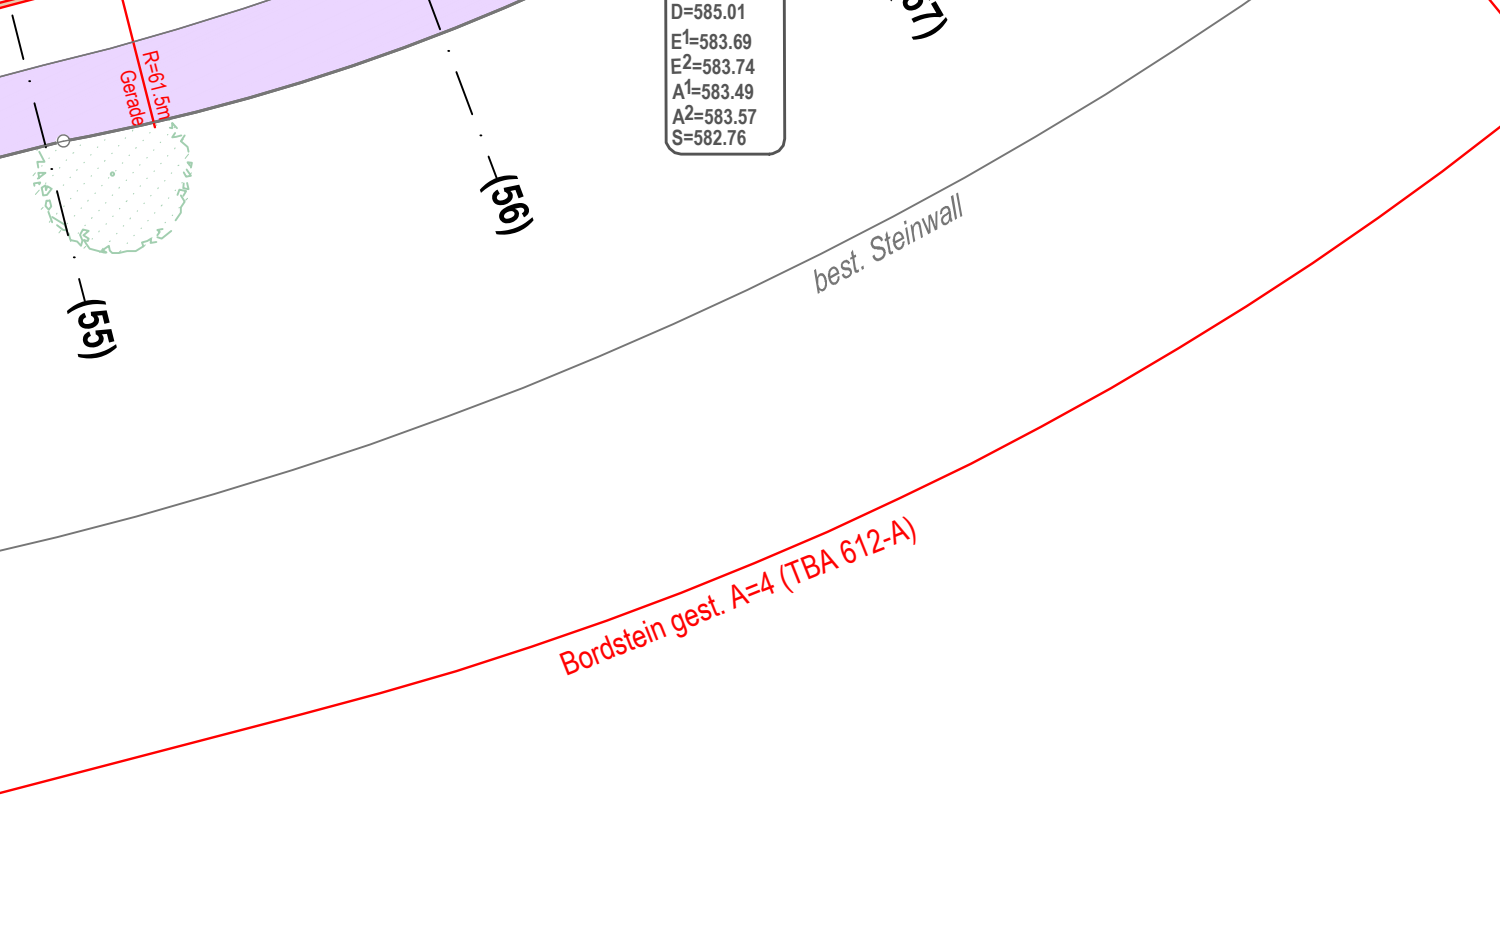 D=585.01
E1=583.69
E2=583.74
A1=583.49
A2=583.57
S=582.76
R=61.5m
Gerade
(55)
(56)
57)
best. Steinwall
Bordstein gest. A=4 (TBA 612-A)